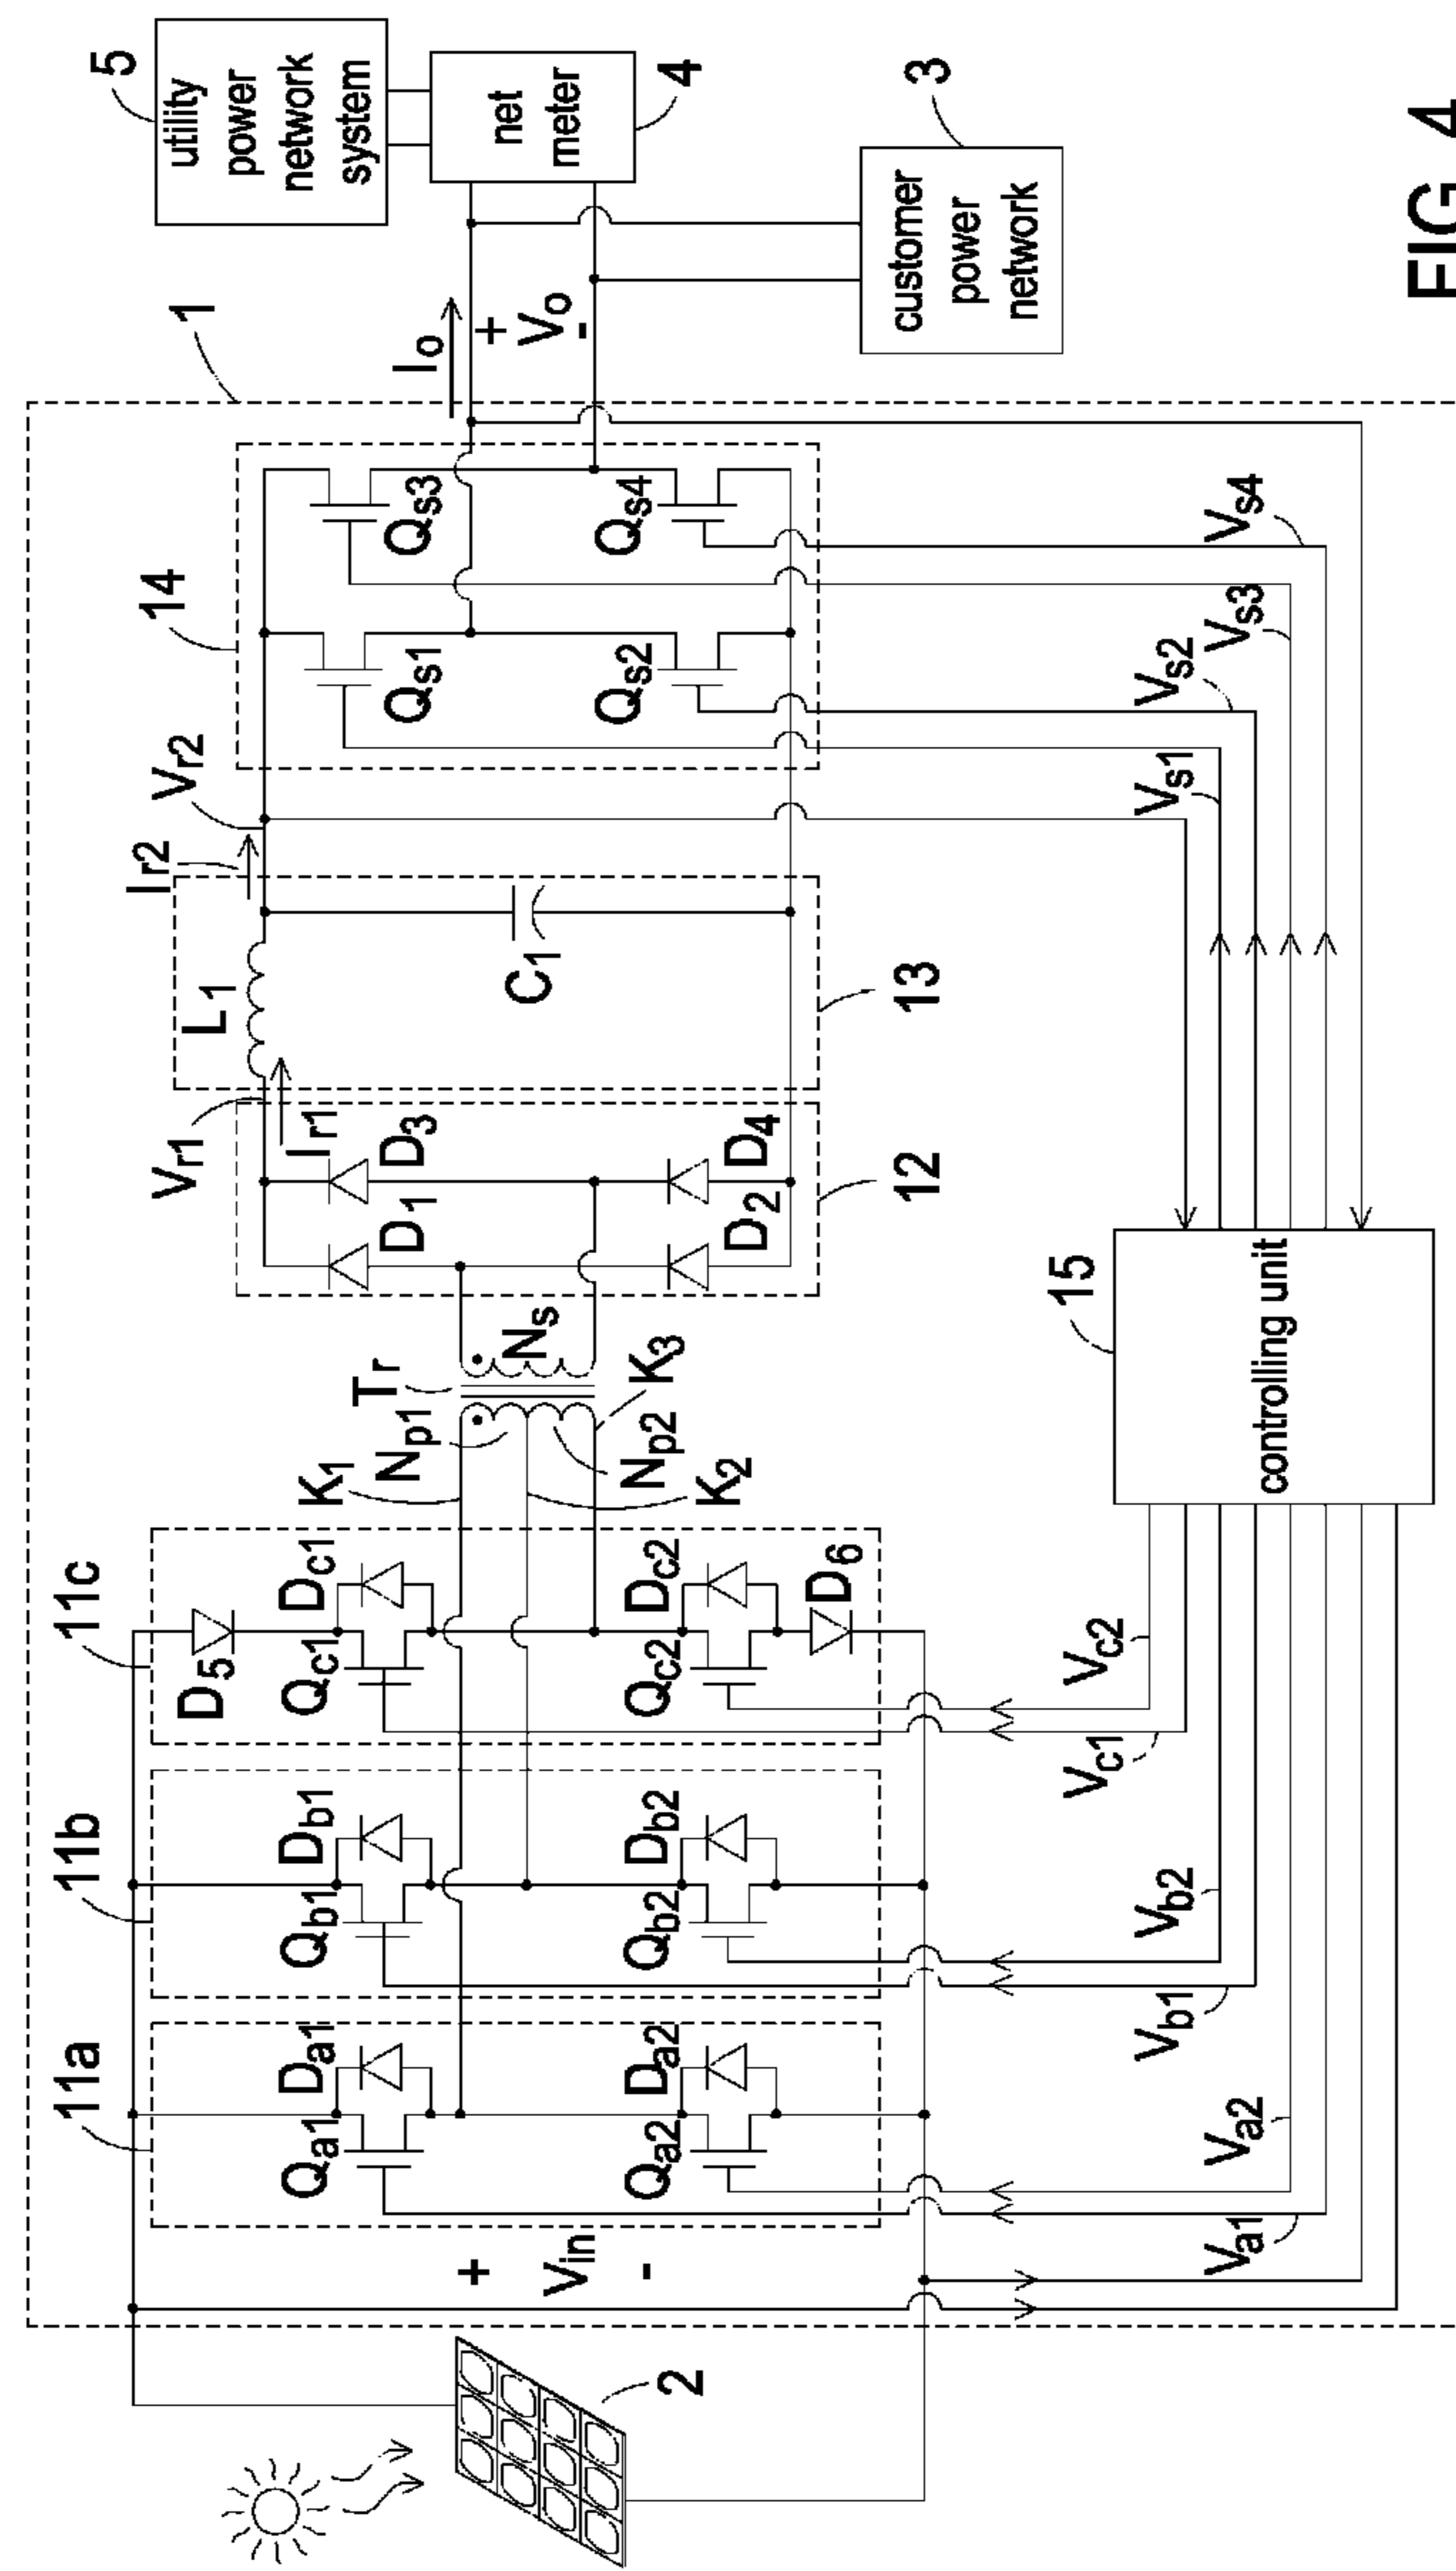 1
11a
11b
11c
Tr
Vr1
Vr2
Ir2
14
Io
5
utility
power
network
system
net
meter
4
customer
power
network
3
+
Vo
-
D5
Qa1
Da1
Qb1
Db1
Qc1
Dc1
K1
Np1
Ns
D1
D3
Ir1
L1
C1
Qs1
Qs3
+
Vin
-
Qa2
Da2
Qb2
Db2
Qc2
Dc2
D6
Np2
K2
K3
D2
D4
Qs2
Qs4
2
12
13
15
controlling unit
Va1
Va2
Vb1
Vb2
Vc1
Vc2
Vs1
Vs2
Vs3
Vs4
FIG. 4